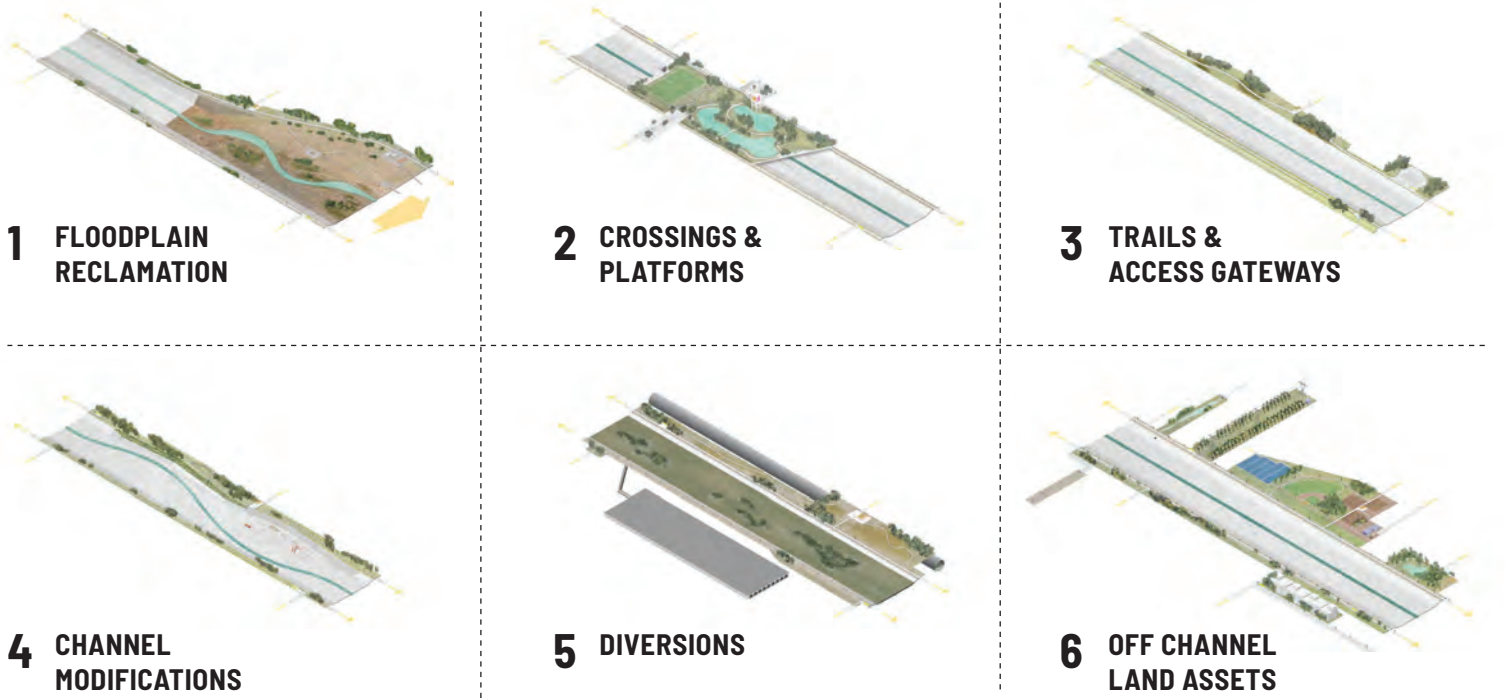 1 FLOODPLAIN
RECLAMATION
2 CROSSINGS &
PLATFORMS
3 TRAILS &
ACCESS GATEWAYS
4 CHANNEL
MODIFICATIONS
5 DIVERSIONS
6 OFF CHANNEL
LAND ASSETS